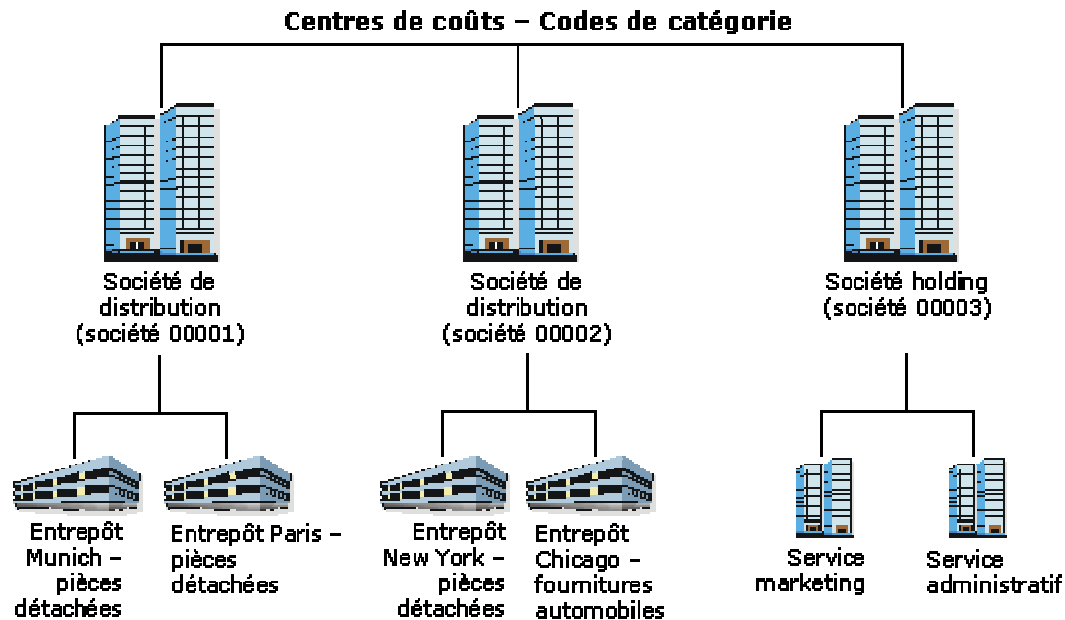 Centres de coûts – Codes de catégorie
Société de
distribution
(société 00001)
Société de
distribution
(société 00002)
Société holding
(société 00003)
Entrepôt
Munich –
pièces
détachées
Entrepôt Paris –
pièces
détachées
Entrepôt
New York –
pièces
détachées
Entrepôt
Chicago –
fournitures
automobiles
Service
marketing
Service
administratif